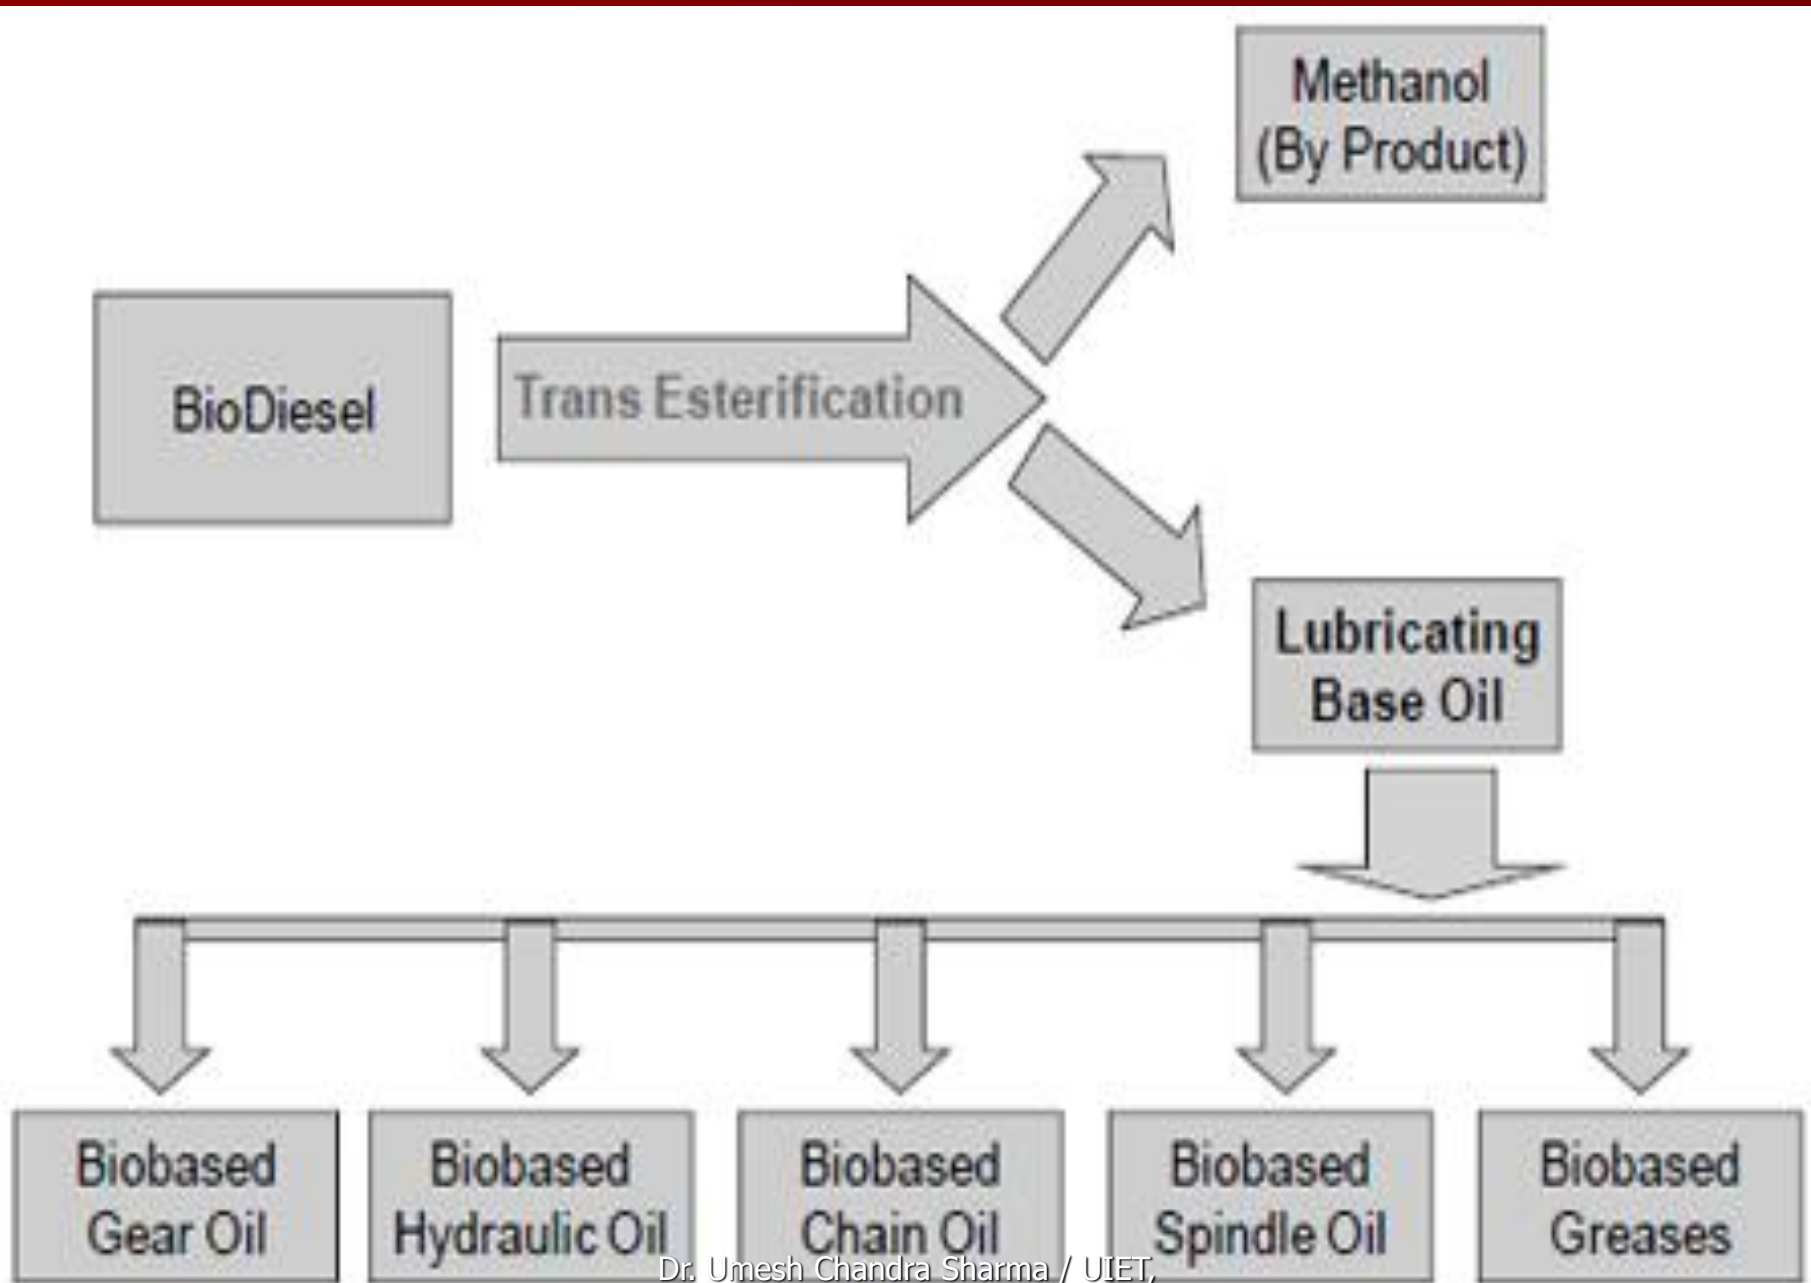 Methanol
(By Product)
BioDiesel
Trans Esterification
Lubricating
Base Oil
Biobased
Gear Oil
Biobased
Hydraulic Oil
Biobased
Chain Oil
Biobased
Spindle Oil
Biobased
Greases
Dr. Umesh Chandra Sharma / UIET,